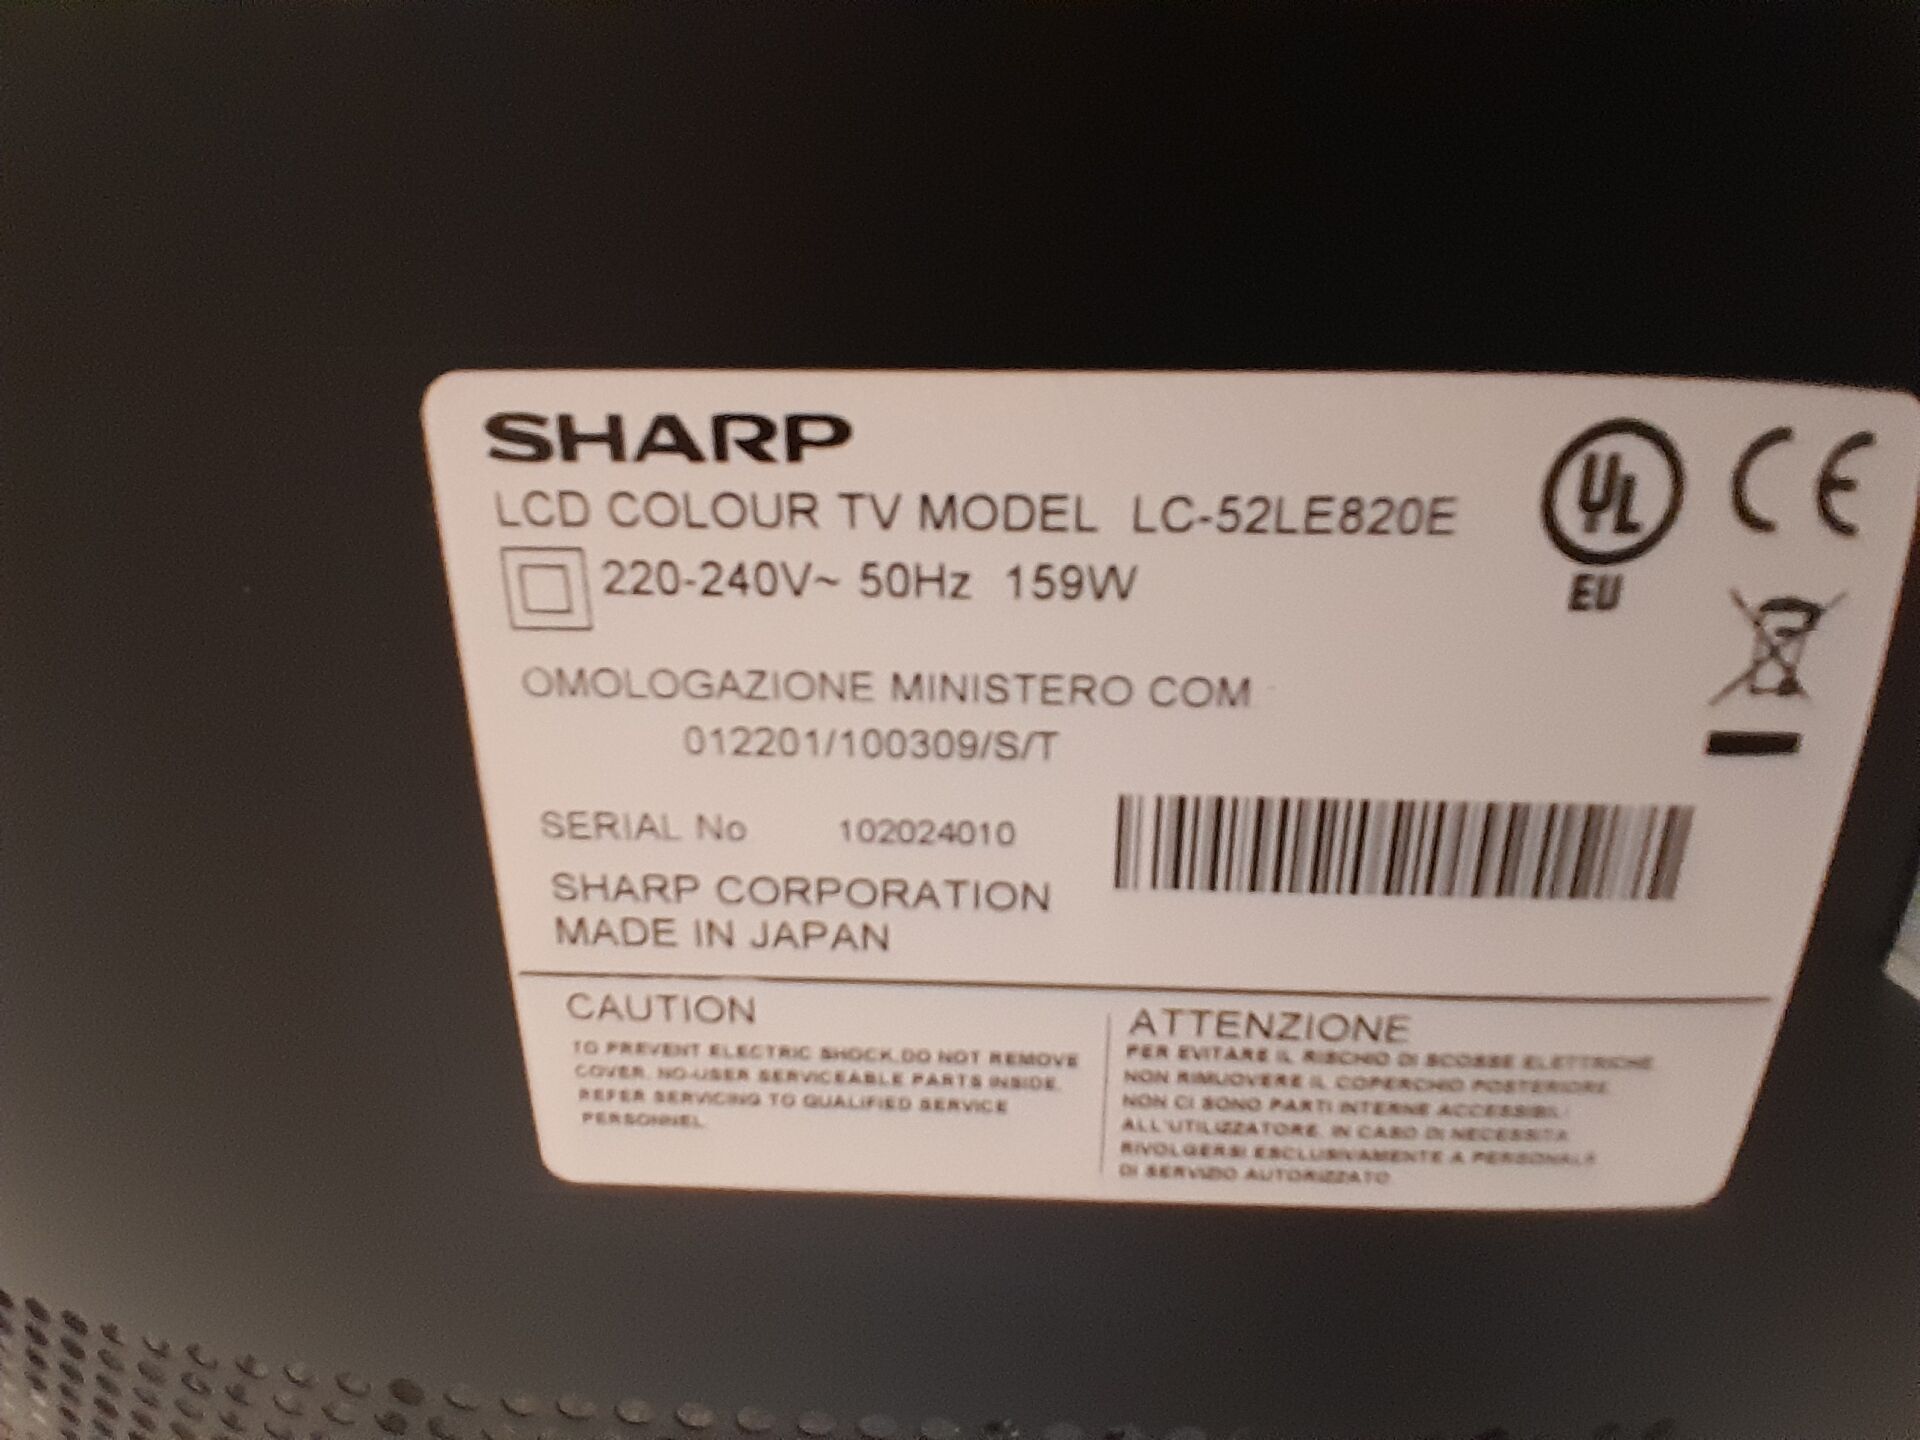 SHARP
LCD COLOUR TV MODEL LC-52LE820E
220-240V~ 50Hz 159W
UL
EU
CE
OMOLOGAZIONE MINISTERO COM
012201/100309/S/T
SERIAL No 102024010
SHARP CORPORATION
MADE IN JAPAN
CAUTION
TO PREVENT ELECTRIC SHOCK,DO NOT REMOVE
COVER. NO-USER SERVICEABLE PARTS INSIDE.
REFER SERVICING TO QUALIFIED SERVICE
PERSONNEL.
ATTENZIONE
PER EVITARE IL RISCHIO DI SCOSSE ELETTRICHE
NON RIMUOVERE IL COPERCHIO POSTERIORE.
NON CI SONO PARTI INTERNE ACCESSIBILI
ALL'UTILIZZATORE. IN CASO DI NECESSITA
RIVOLGERSI ESCLUSIVAMENTE A PERSONALE
DI SERVIZIO AUTORIZZATO.